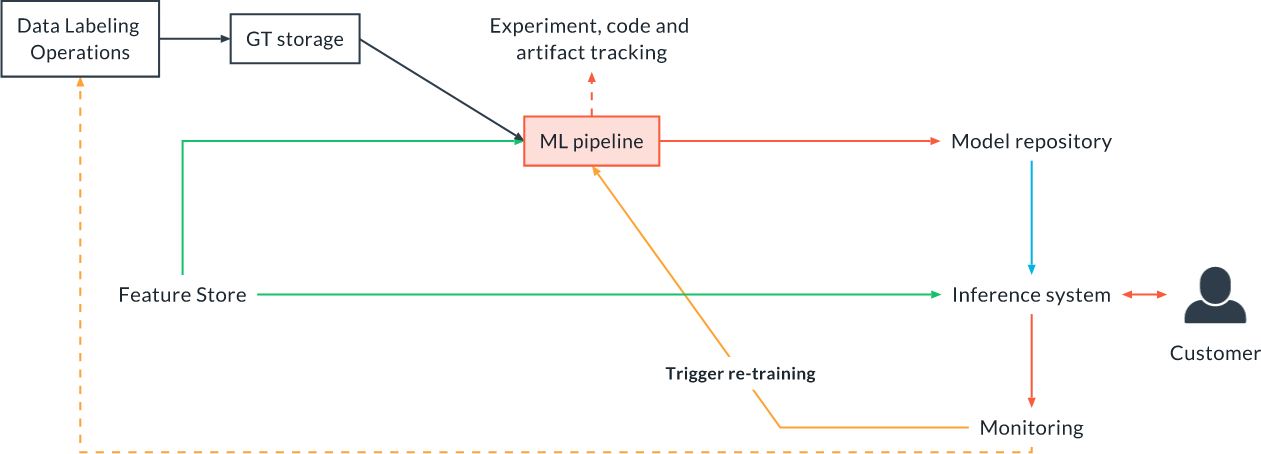 Data Labeling
Operations
GT storage
Experiment, code and
artifact tracking
ML pipeline
Model repository
Feature Store
Inference system
Customer
Trigger re-training
Monitoring